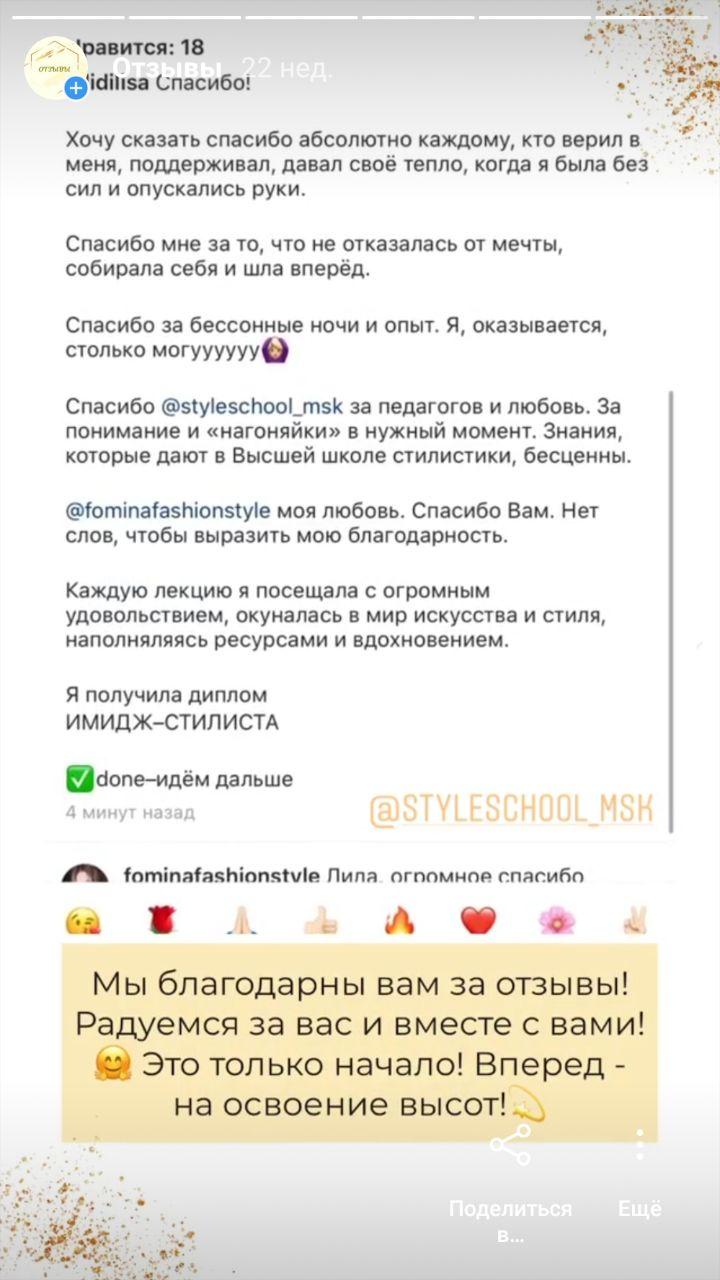 Нравится: 18
отзывы
Отзывы 22 нед.
Спасибо!
Хочу сказать спасибо абсолютно каждому, кто верил в
меня, поддерживал, давал своё тепло, когда я была без
сил и опускались руки.
Спасибо мне за то, что не отказалась от мечты,
собирала себя и шла вперёд.
Спасибо за бессонные ночи и опыт. Я, оказывается,
столько могуууууу🙆🏼‍♀️
Спасибо @styleschool_msk за педагогов и любовь. За
понимание и «нагоняйки» в нужный момент. Знания,
которые дают в Высшей школе стилистики, бесценны.
@fominafashionstyle моя любовь. Спасибо Вам. Нет
слов, чтобы выразить мою благодарность.
Каждую лекцию я посещала с огромным
удовольствием, окуналась в мир искусства и стиля,
наполняляясь ресурсами и вдохновением.
Я получила диплом
ИМИДЖ–СТИЛИСТА
✅done–идём дальше
4 минут назад
@STYLESCHOOL_MSK
fominafashionstyle Лила, огромное спасибо
😘 🌹 🙏🏻 👍🏻 🔥 ❤️ 🌸 ✌🏻
Мы благодарны вам за отзывы!
Радуемся за вас и вместе с вами!
🤗 Это только начало! Вперед -
на освоение высот!💫
Поделиться
в...
Ещё